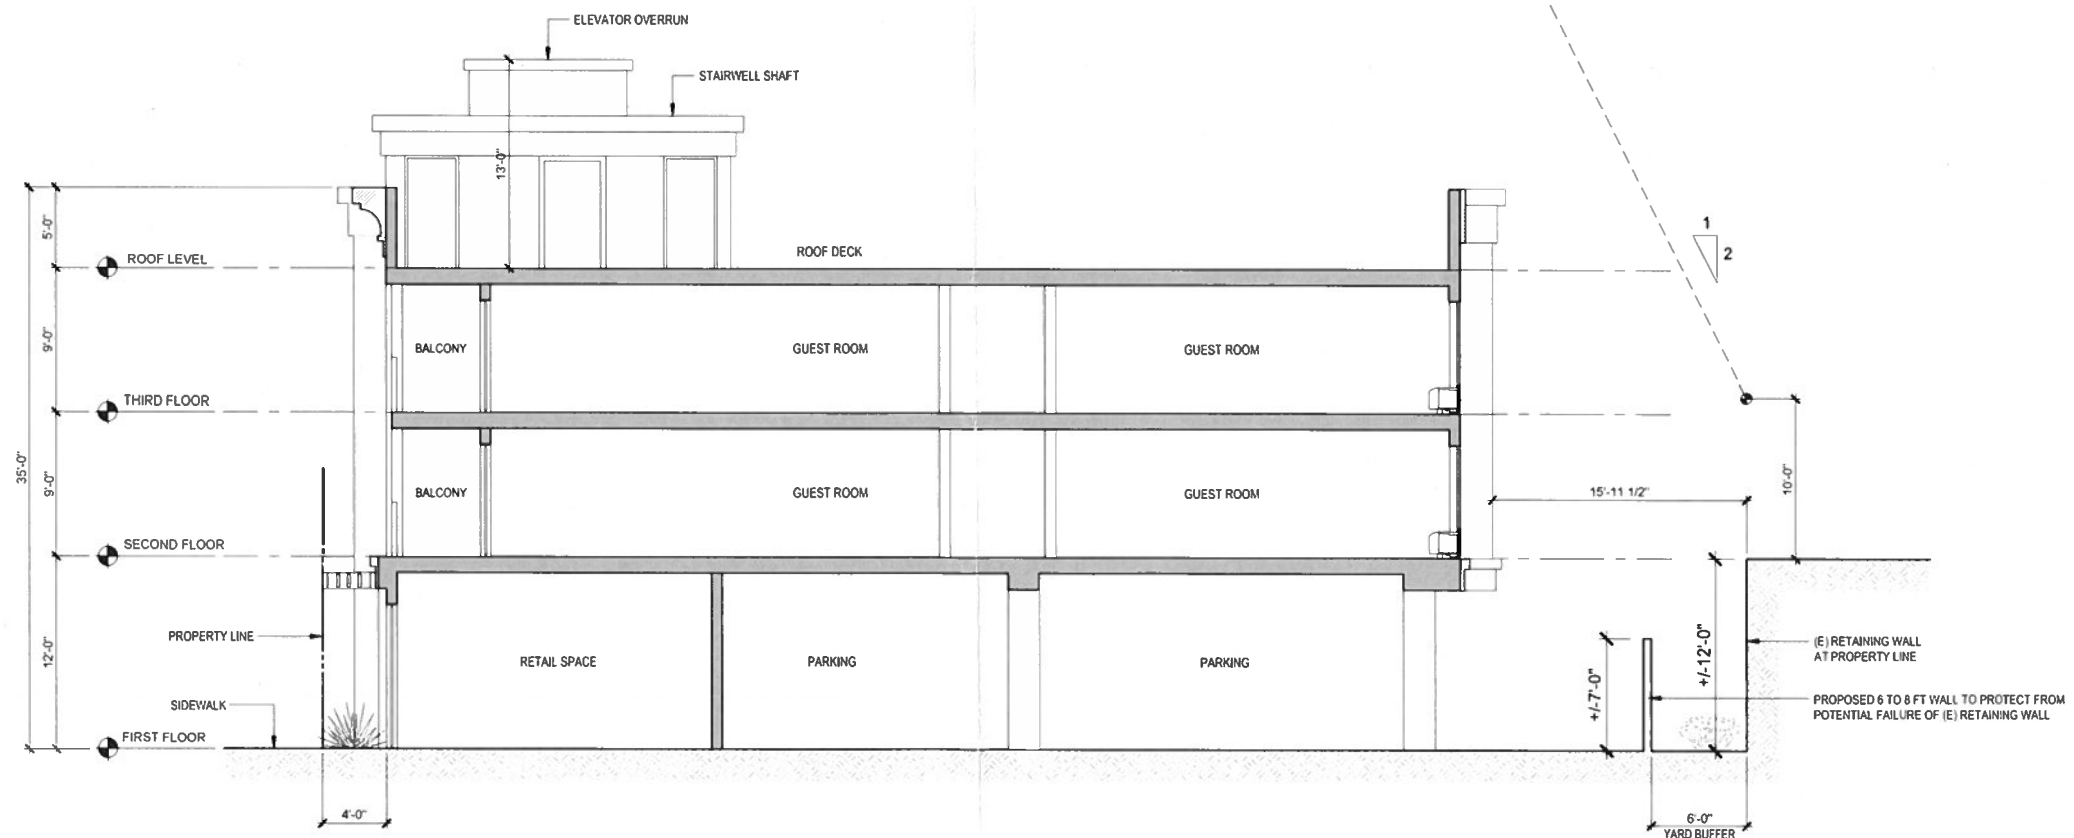 ELEVATOR OVERRUN
STAIRWELL SHAFT
13'-0"
5'-0"
ROOF LEVEL
ROOF DECK
1
2
9'-0"
BALCONY
GUEST ROOM
GUEST ROOM
THIRD FLOOR
35'-0"
9'-0"
BALCONY
GUEST ROOM
GUEST ROOM
15'-11 1/2"
10'-0"
SECOND FLOOR
12'-0"
PROPERTY LINE
RETAIL SPACE
PARKING
PARKING
+/-7'-0"
+/-12'-0"
(E) RETAINING WALL
AT PROPERTY LINE
SIDEWALK
PROPOSED 6 TO 8 FT WALL TO PROTECT FROM
POTENTIAL FAILURE OF (E) RETAINING WALL
FIRST FLOOR
4'-0"
6'-0"
YARD BUFFER